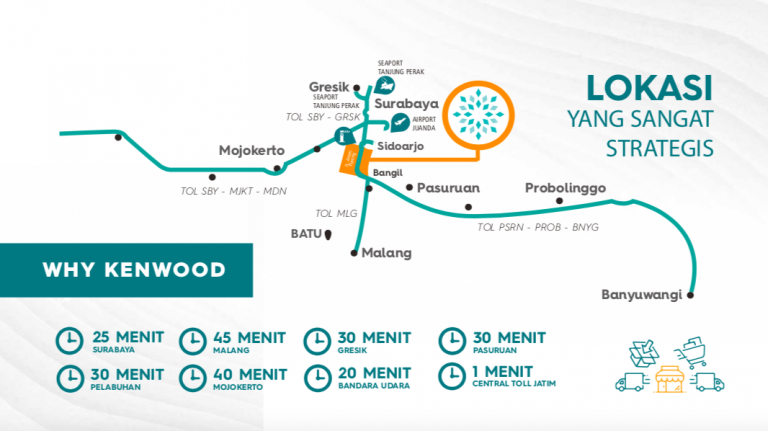 LOKASI
YANG SANGAT
STRATEGIS
SEAPORT
TANJUNG PERAK
Gresik
SEAPORT
TANJUNG PERAK
Surabaya
TOL SBY - GRSK
AIRPORT
JUANDA
Sidoarjo
Mojokerto
Bangil
TOL SBY - MJKT - MDN
Pasuruan
Probolinggo
TOL MLG
TOL PSRN - PROB - BNYG
BATU
Malang
Banyuwangi
WHY KENWOOD
25 MENIT
SURABAYA
45 MENIT
MALANG
30 MENIT
GRESIK
30 MENIT
PASURUAN
30 MENIT
PELABUHAN
40 MENIT
MOJOKERTO
20 MENIT
BANDARA UDARA
1 MENIT
CENTRAL TOLL JATIM